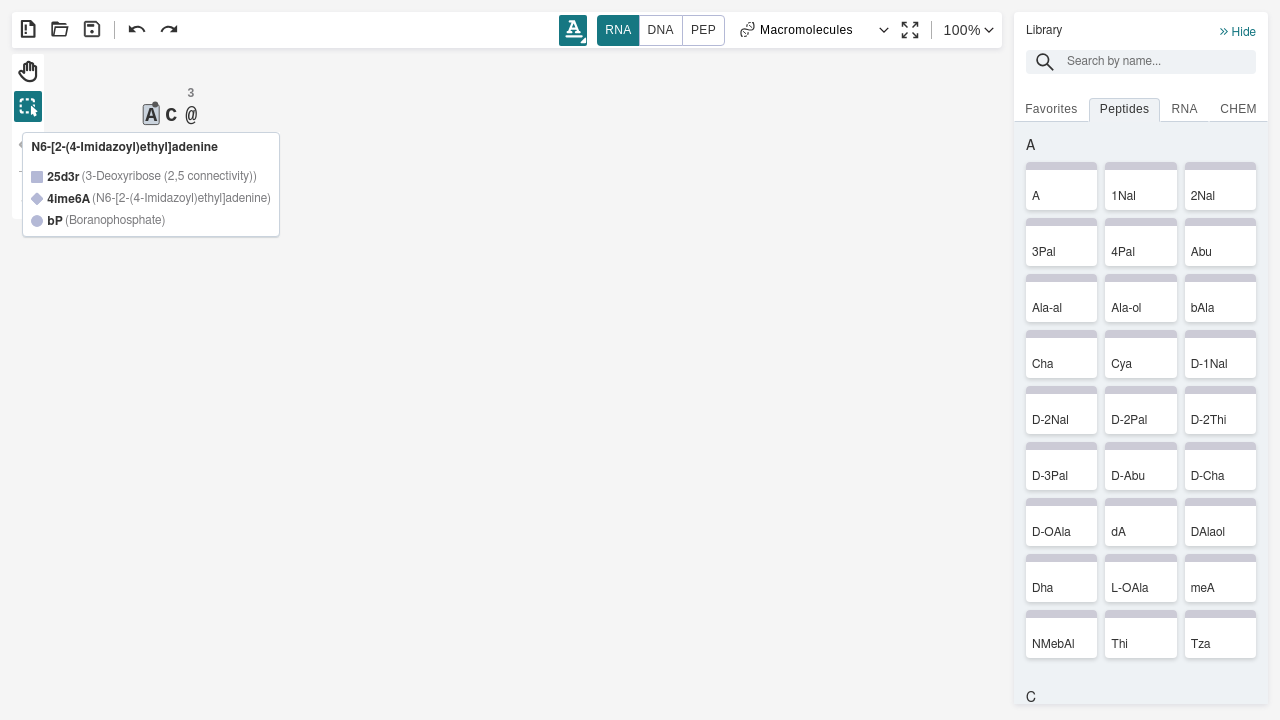 A RNA DNA PEP Macromolecules 100%
3
A C @
N6-[2-(4-Imidazoyl)ethyl]adenine
25d3r (3-Deoxyribose (2,5 connectivity))
4ime6A (N6-[2-(4-Imidazoyl)ethyl]adenine)
bP (Boranophosphate)
Library
Hide
Search by name...
Favorites Peptides RNA CHEM
A
A 1Nal 2Nal
3Pal 4Pal Abu
Ala-al Ala-ol bAla
Cha Cya D-1Nal
D-2Nal D-2Pal D-2Thi
D-3Pal D-Abu D-Cha
D-OAla dA DAlaol
Dha L-OAla meA
NMebAl Thi Tza
C